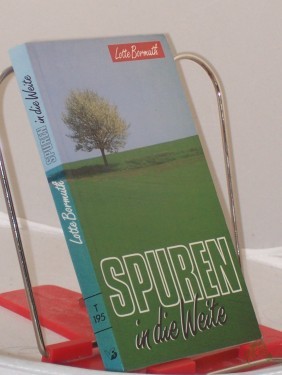 Lotte Bormuth
SPUREN
in die Weite
SPUREN in die Weite
Lotte Bormuth
T
195